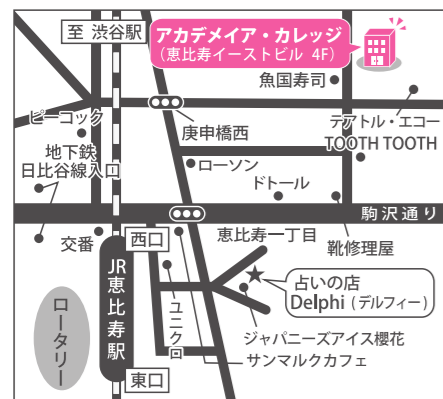 至 渋谷駅
アカデメイア・カレッジ
(恵比寿イーストビル 4F)
魚国寿司
ピーコック
庚申橋西
テアトル・エコー
地下鉄
日比谷線入口
TOOTH TOOTH
ローソン
ドトール
駒沢通り
交番
西口
恵比寿一丁目
靴修理屋
JR恵比寿駅
ロータリー
ユニクロ
占いの店
Delphi (デルフィー)
ジャパニーズアイス櫻花
サンマルクカフェ
東口